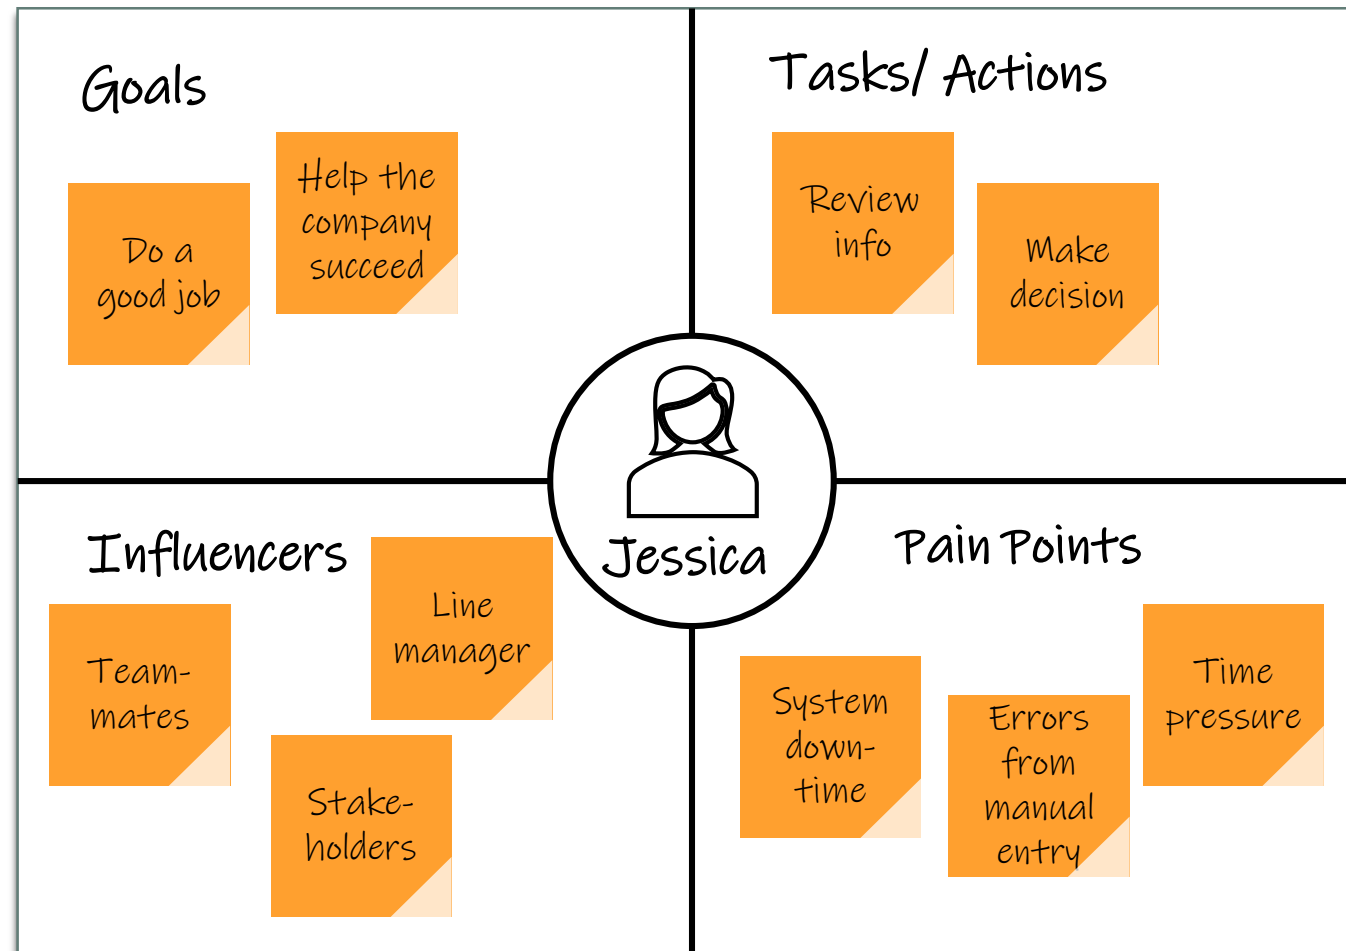 Goals
Do a
good job
Help the
company
succeed
Tasks/ Actions
Review
info
Make
decision
Jessica
Influencers
Team-
mates
Line
manager
Stake-
holders
Pain Points
System
down-
time
Errors
from
manual
entry
Time
pressure